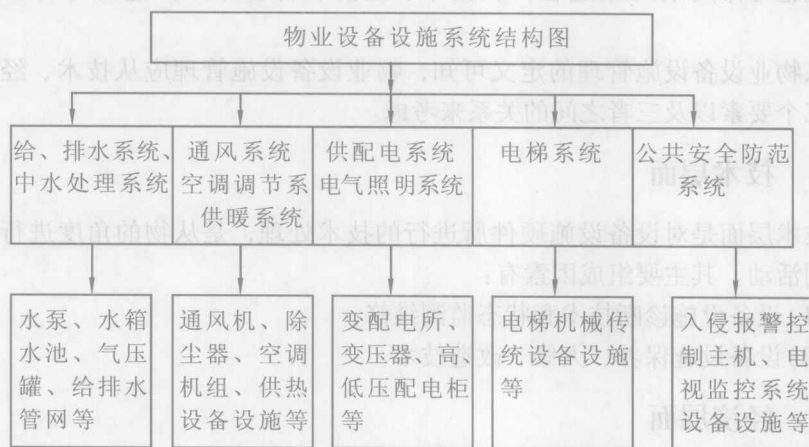 物业设备设施系统结构图
给、排水系统、
中水处理系统
通风系统
空调调节系
供暖系统
供配电系统
电气照明系统
电梯系统
公共安全防范
系统
水泵、水箱
水池、气压
罐、给排水
管网等
通风机、除
尘器、空调
机组、供热
设备设施等
变配电所、
变压器、高、
低压配电柜
等
电梯机械传
统设备设施
等
入侵报警控
制主机、电
视监控系统
设备设施等